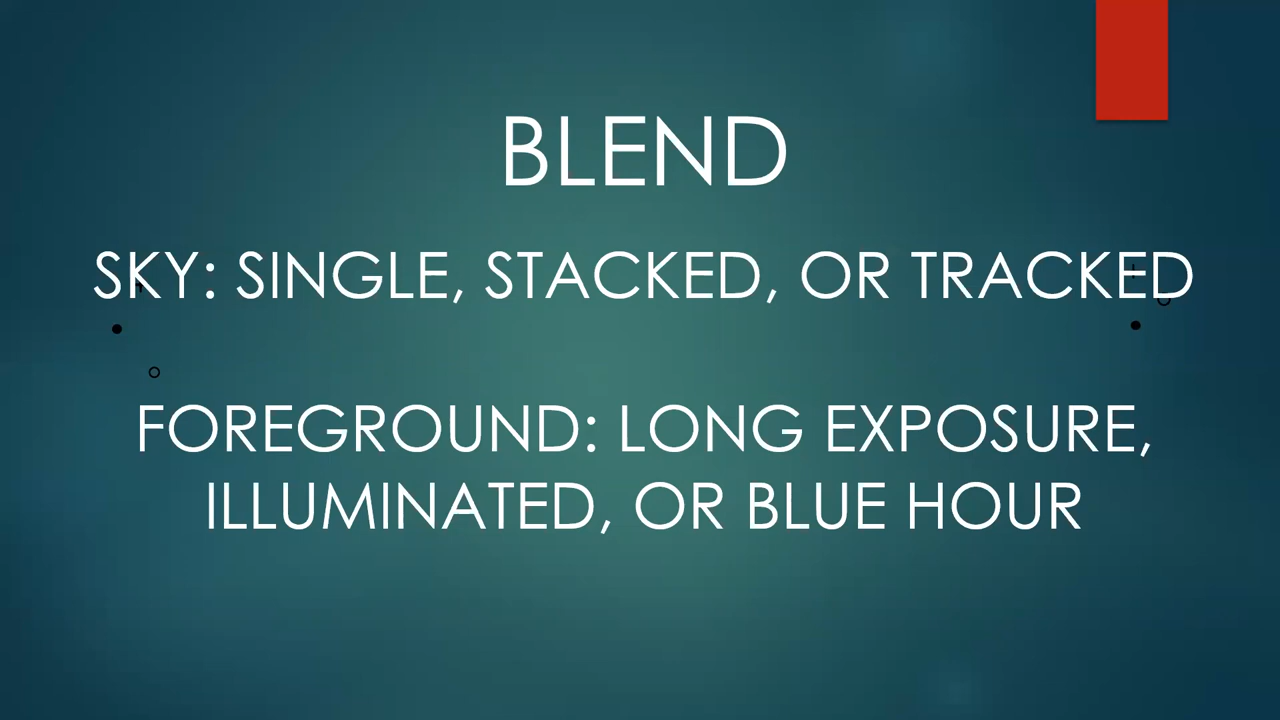 BLEND
SKY: SINGLE, STACKED, OR TRACKED
FOREGROUND: LONG EXPOSURE,
ILLUMINATED, OR BLUE HOUR